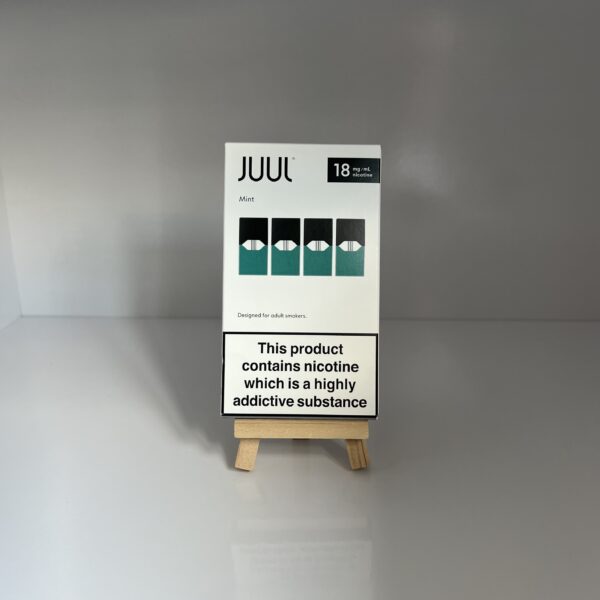 JUUL
18 mg/mL
nicotine
Mint
Designed for adult smokers.
This product
contains nicotine
which is a highly
addictive substance